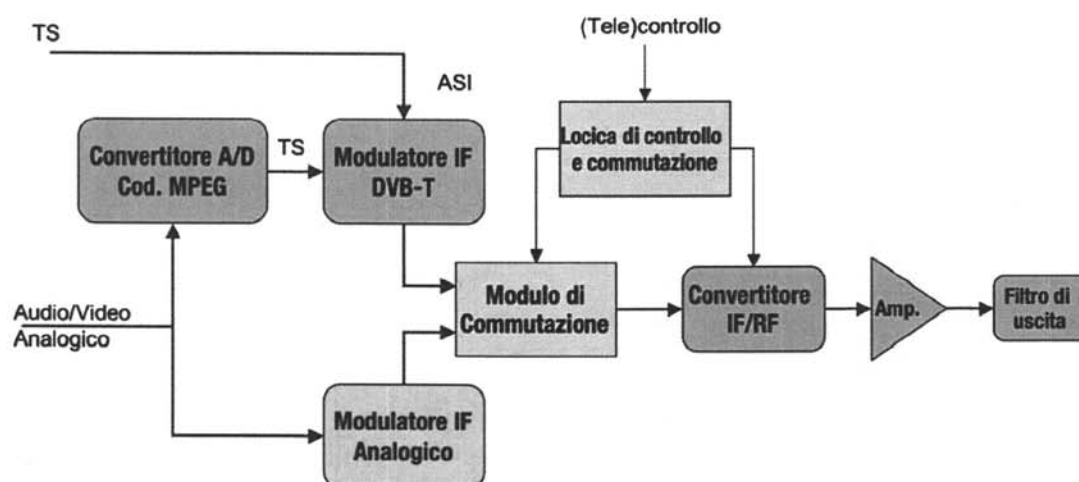 TS
(Tele)controllo
ASI
Locica di controllo
e commutazione
Convertitore A/D
Cod. MPEG
TS
Modulatore IF
DVB-T
Modulo di
Commutazione
Convertitore
IF/RF
Amp.
Filtro di
uscita
Audio/Video
Analogico
Modulatore IF
Analogico